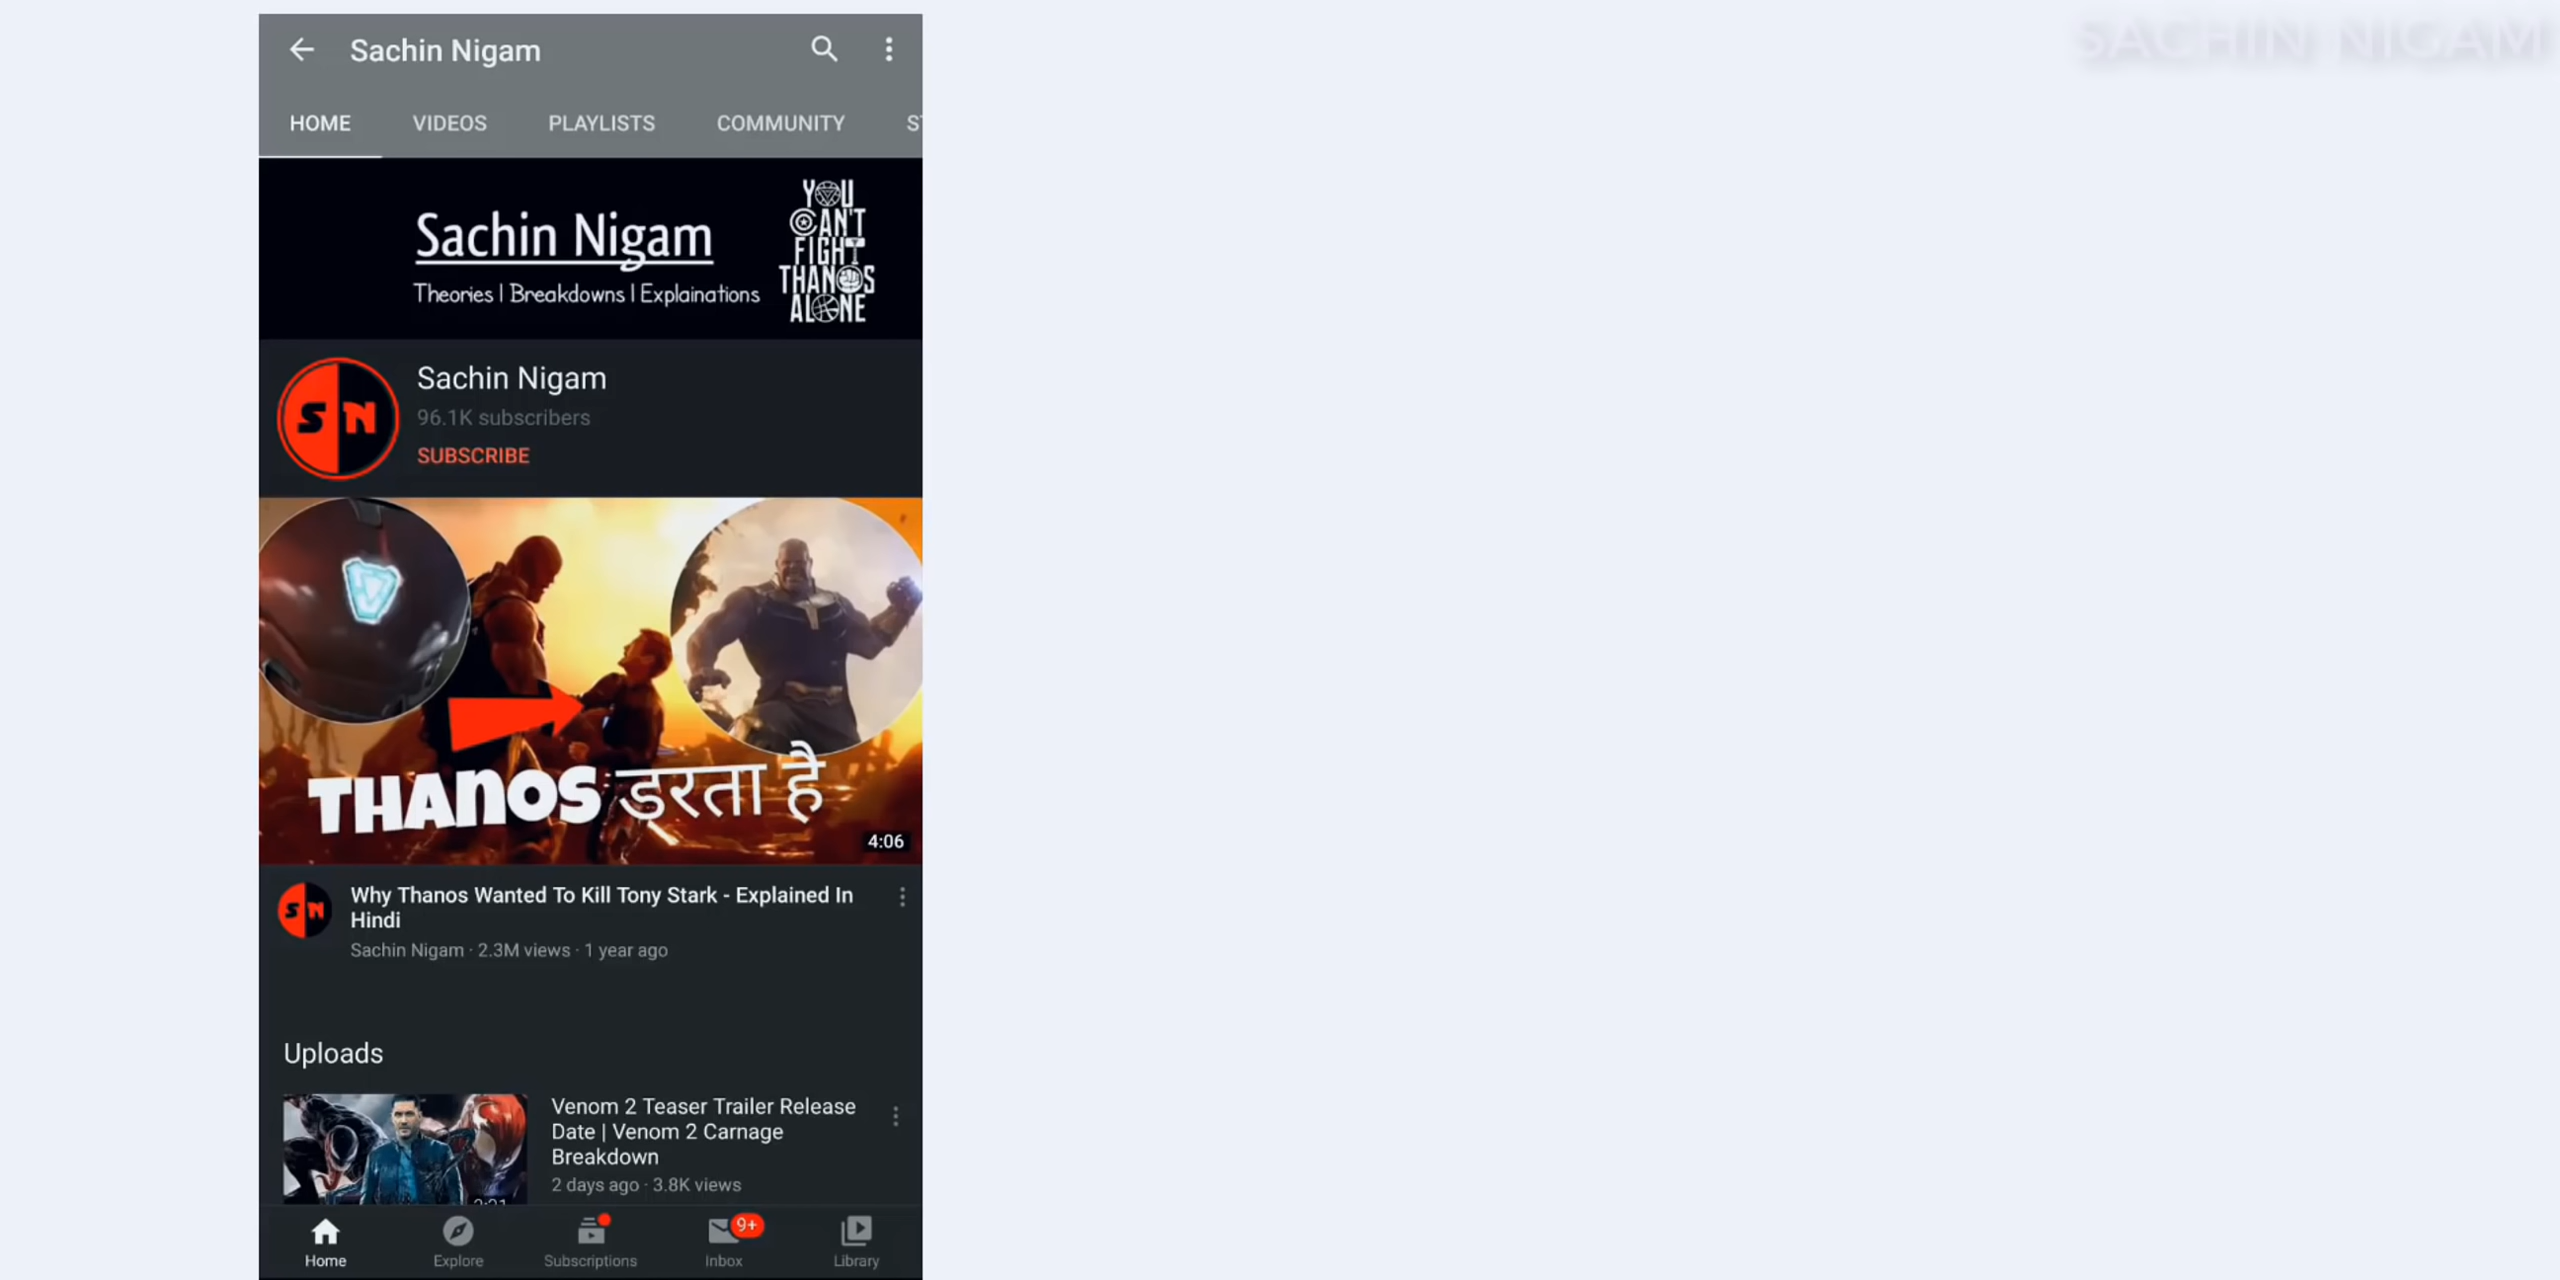 SACHIN NIGAM
Sachin Nigam
HOME VIDEOS PLAYLISTS COMMUNITY
Sachin Nigam
Theories | Breakdowns | Explainations
YOU
CAN'T
FIGHT
THANOS
ALONE
S N
Sachin Nigam
96.1K subscribers
SUBSCRIBE
THANOS डरता है
4:06
S N
Why Thanos Wanted To Kill Tony Stark - Explained In
Hindi
Sachin Nigam · 2.3M views · 1 year ago
Uploads
Venom 2 Teaser Trailer Release
Date | Venom 2 Carnage
Breakdown
2 days ago · 3.8K views
9+
Home Explore Subscriptions Inbox Library